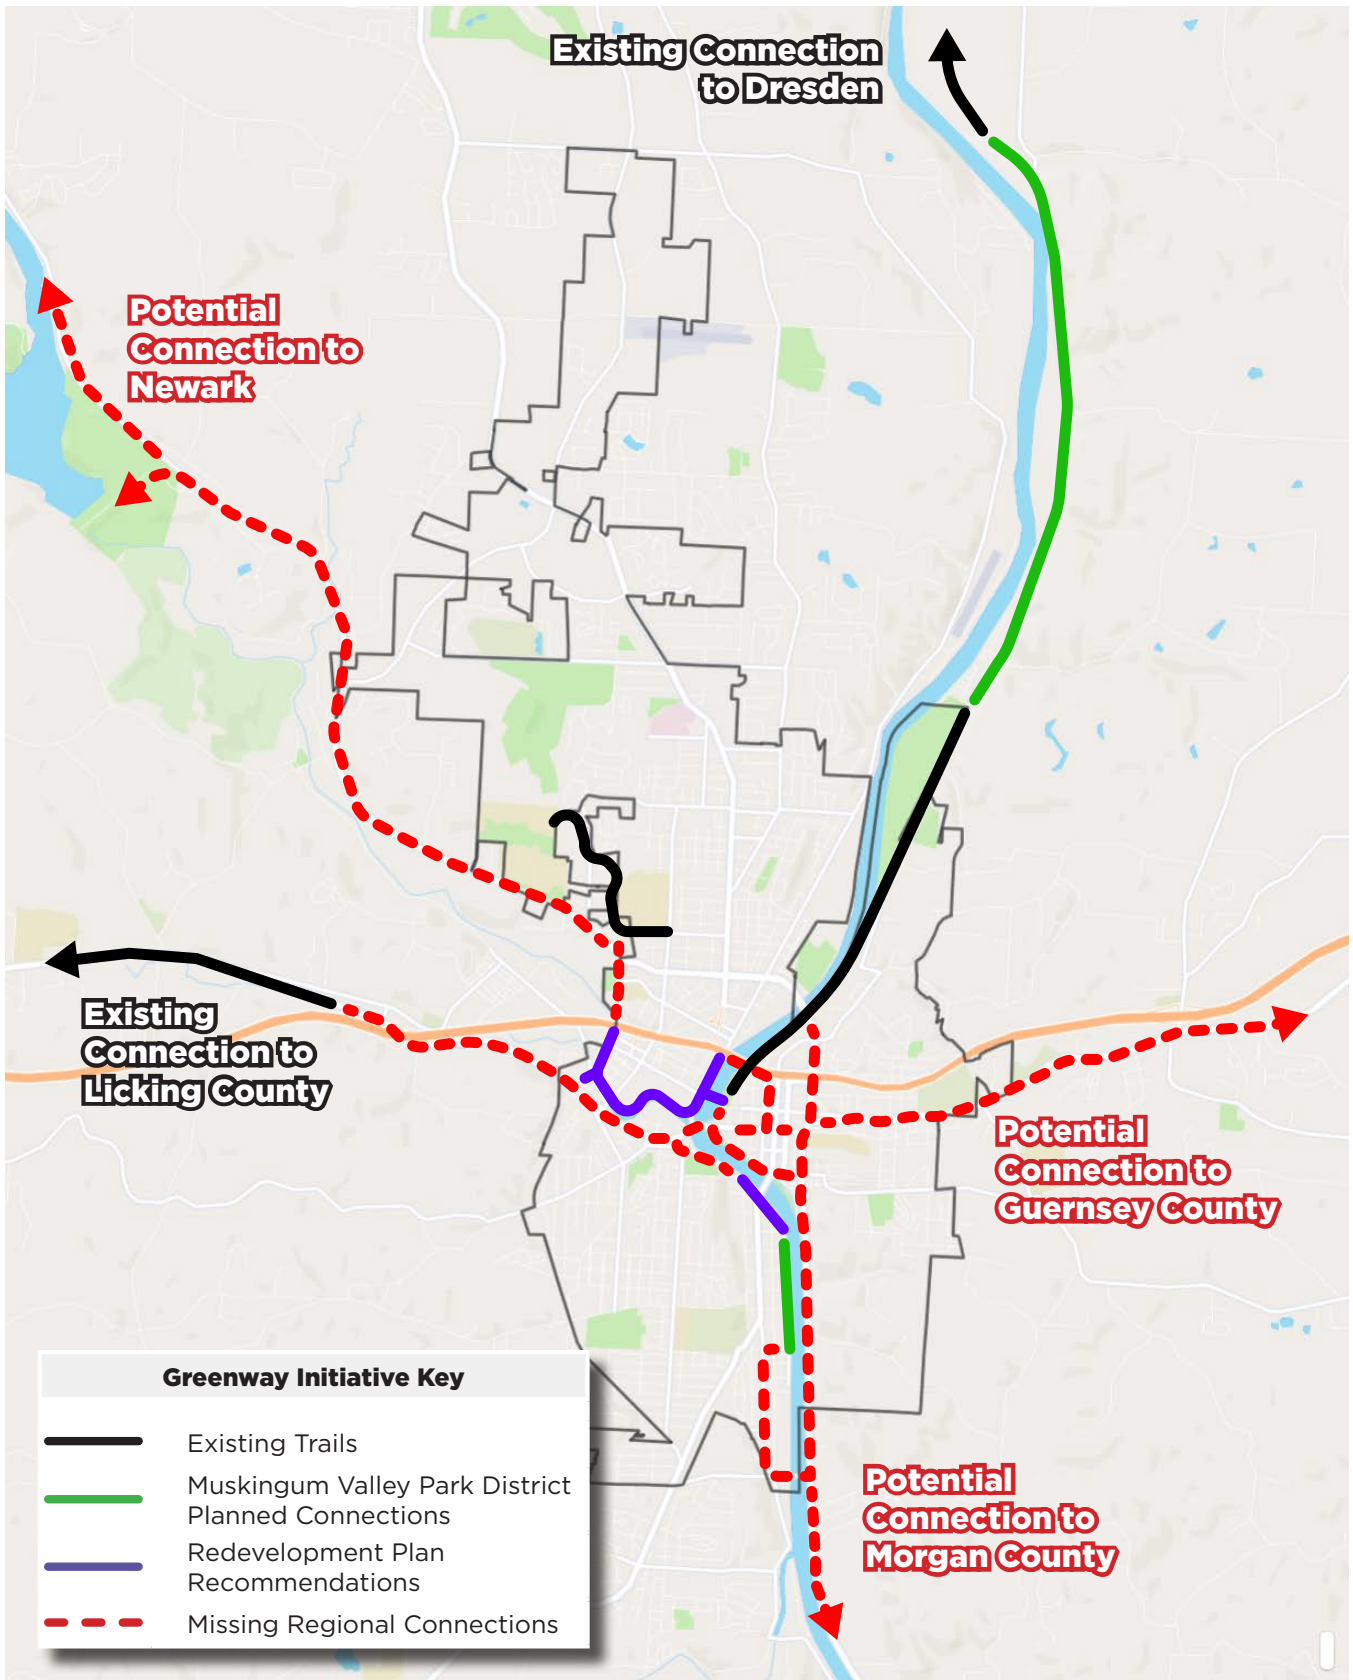 Existing Connection
to Dresden
Potential
Connection to
Newark
Existing
Connection to
Licking County
Potential
Connection to
Guernsey County
Potential
Connection to
Morgan County
Greenway Initiative Key
Existing Trails
Muskingum Valley Park District
Planned Connections
Redevelopment Plan
Recommendations
Missing Regional Connections